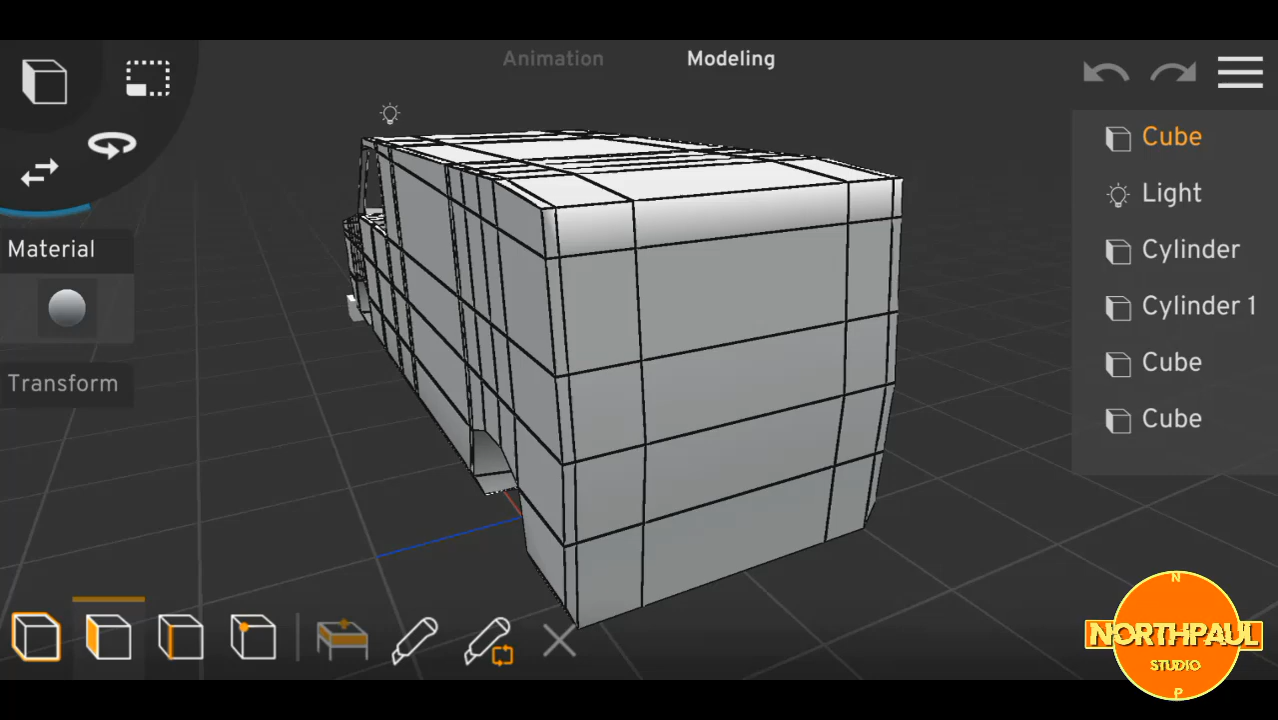 Animation
Modeling
Cube
Light
Material
Cylinder
Cylinder 1
Transform
Cube
Cube
N
NORTHPAUL
STUDIO
P